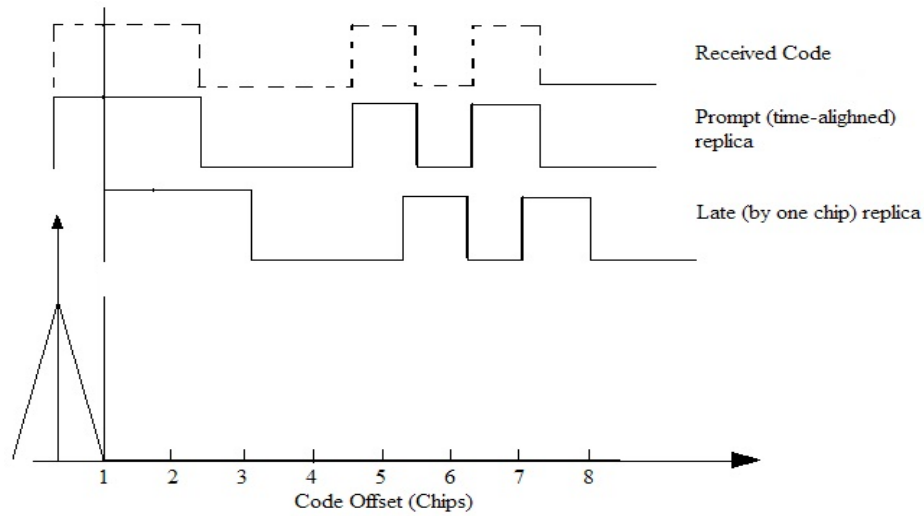 Received Code
Prompt (time-alighned)
replica
Late (by one chip) replica
1 2 3 4 5 6 7 8
Code Offset (Chips)